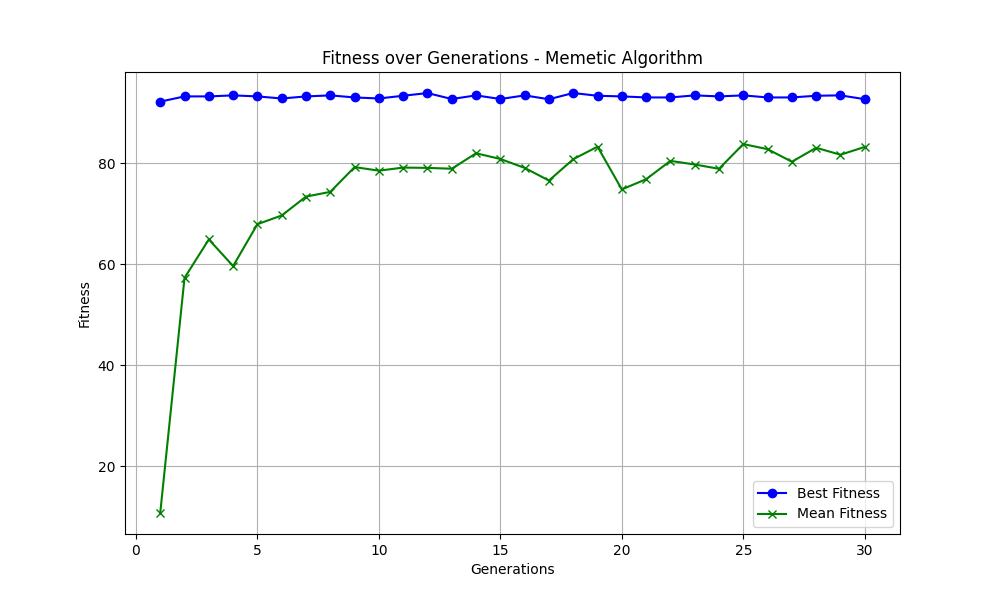 Fitness over Generations - Memetic Algorithm
Fitness
80
60
40
20
0 5 10 15 20 25 30
Generations
Best Fitness
Mean Fitness